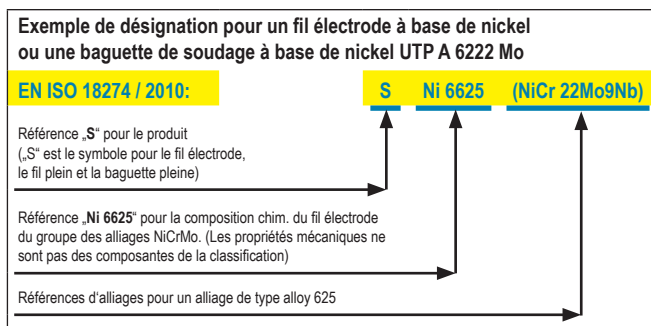 Exemple de désignation pour un fil électrode à base de nickel
ou une baguette de soudage à base de nickel UTP A 6222 Mo
EN ISO 18274 / 2010: S Ni 6625 (NiCr 22Mo9Nb)
Référence „S“ pour le produit
(„S“ est le symbole pour le fil électrode,
le fil plein et la baguette pleine)
Référence „Ni 6625“ pour la composition chim. du fil électrode
du groupe des alliages NiCrMo. (Les propriétés mécaniques ne
sont pas des composantes de la classification)
Références d‘alliages pour un alliage de type alloy 625